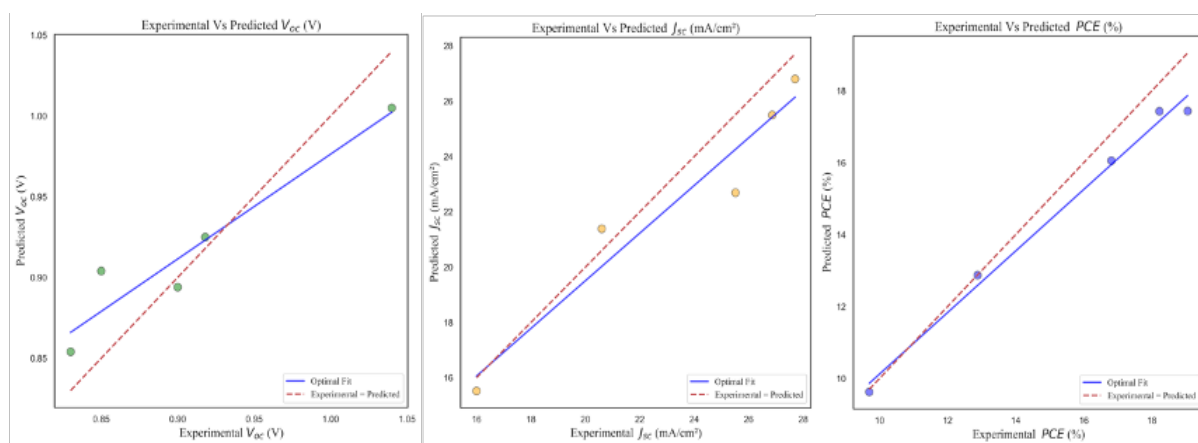 Experimental Vs Predicted V_oc (V)
1.05
1.00
0.95
0.90
0.85
Predicted V_oc (V)
0.85
0.90
0.95
1.00
1.05
Experimental V_oc (V)
Optimal Fit
Experimental = Predicted
Experimental Vs Predicted J_sc (mA/cm²)
28
26
24
22
20
18
16
Predicted J_sc (mA/cm²)
16
18
20
22
24
26
28
Experimental J_sc (mA/cm²)
Optimal Fit
Experimental = Predicted
Experimental Vs Predicted PCE (%)
18
16
14
12
10
Predicted PCE (%)
10
12
14
16
18
Experimental PCE (%)
Optimal Fit
Experimental = Predicted